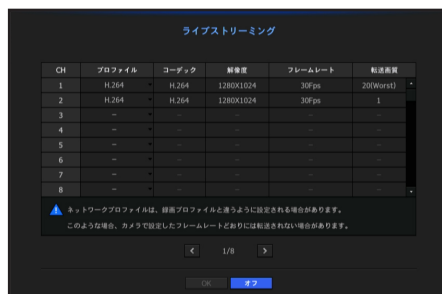 ライブストリーミング
CH プロファイル コーデック 解像度 フレームレート 転送画質
1 H.264 H.264 1280X1024 30Fps 20(Worst)
2 H.264 H.264 1280X1024 30Fps 1
3 – – – – –
4 – – – – –
5 – – – – –
6 – – – – –
7 – – – – –
8 – – – – –
ネットワークプロファイルは、録画プロファイルと違うように設定される場合があります。
このような場合、カメラで設定したフレームレートどおりには転送されない場合があります。
< 1/8 >
OK オフ